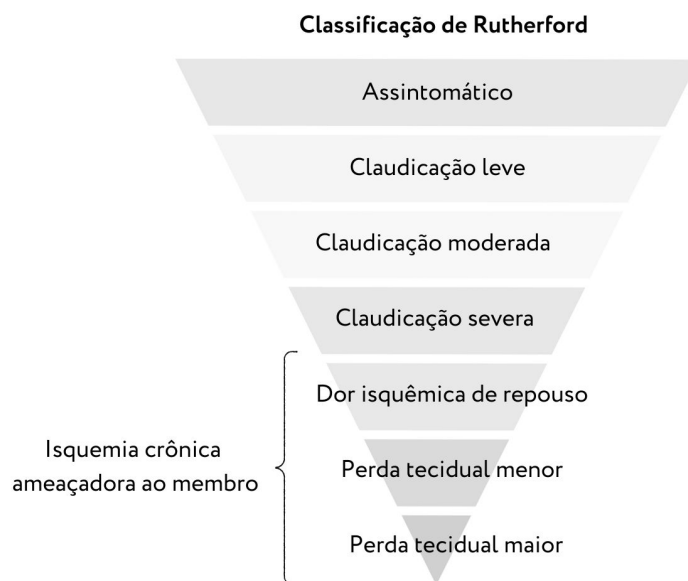 Classificação de Rutherford
Assintomático
Claudicação leve
Claudicação moderada
Claudicação severa
Dor isquêmica de repouso
Perda tecidual menor
Perda tecidual maior
Isquemia crônica
ameaçadora ao membro